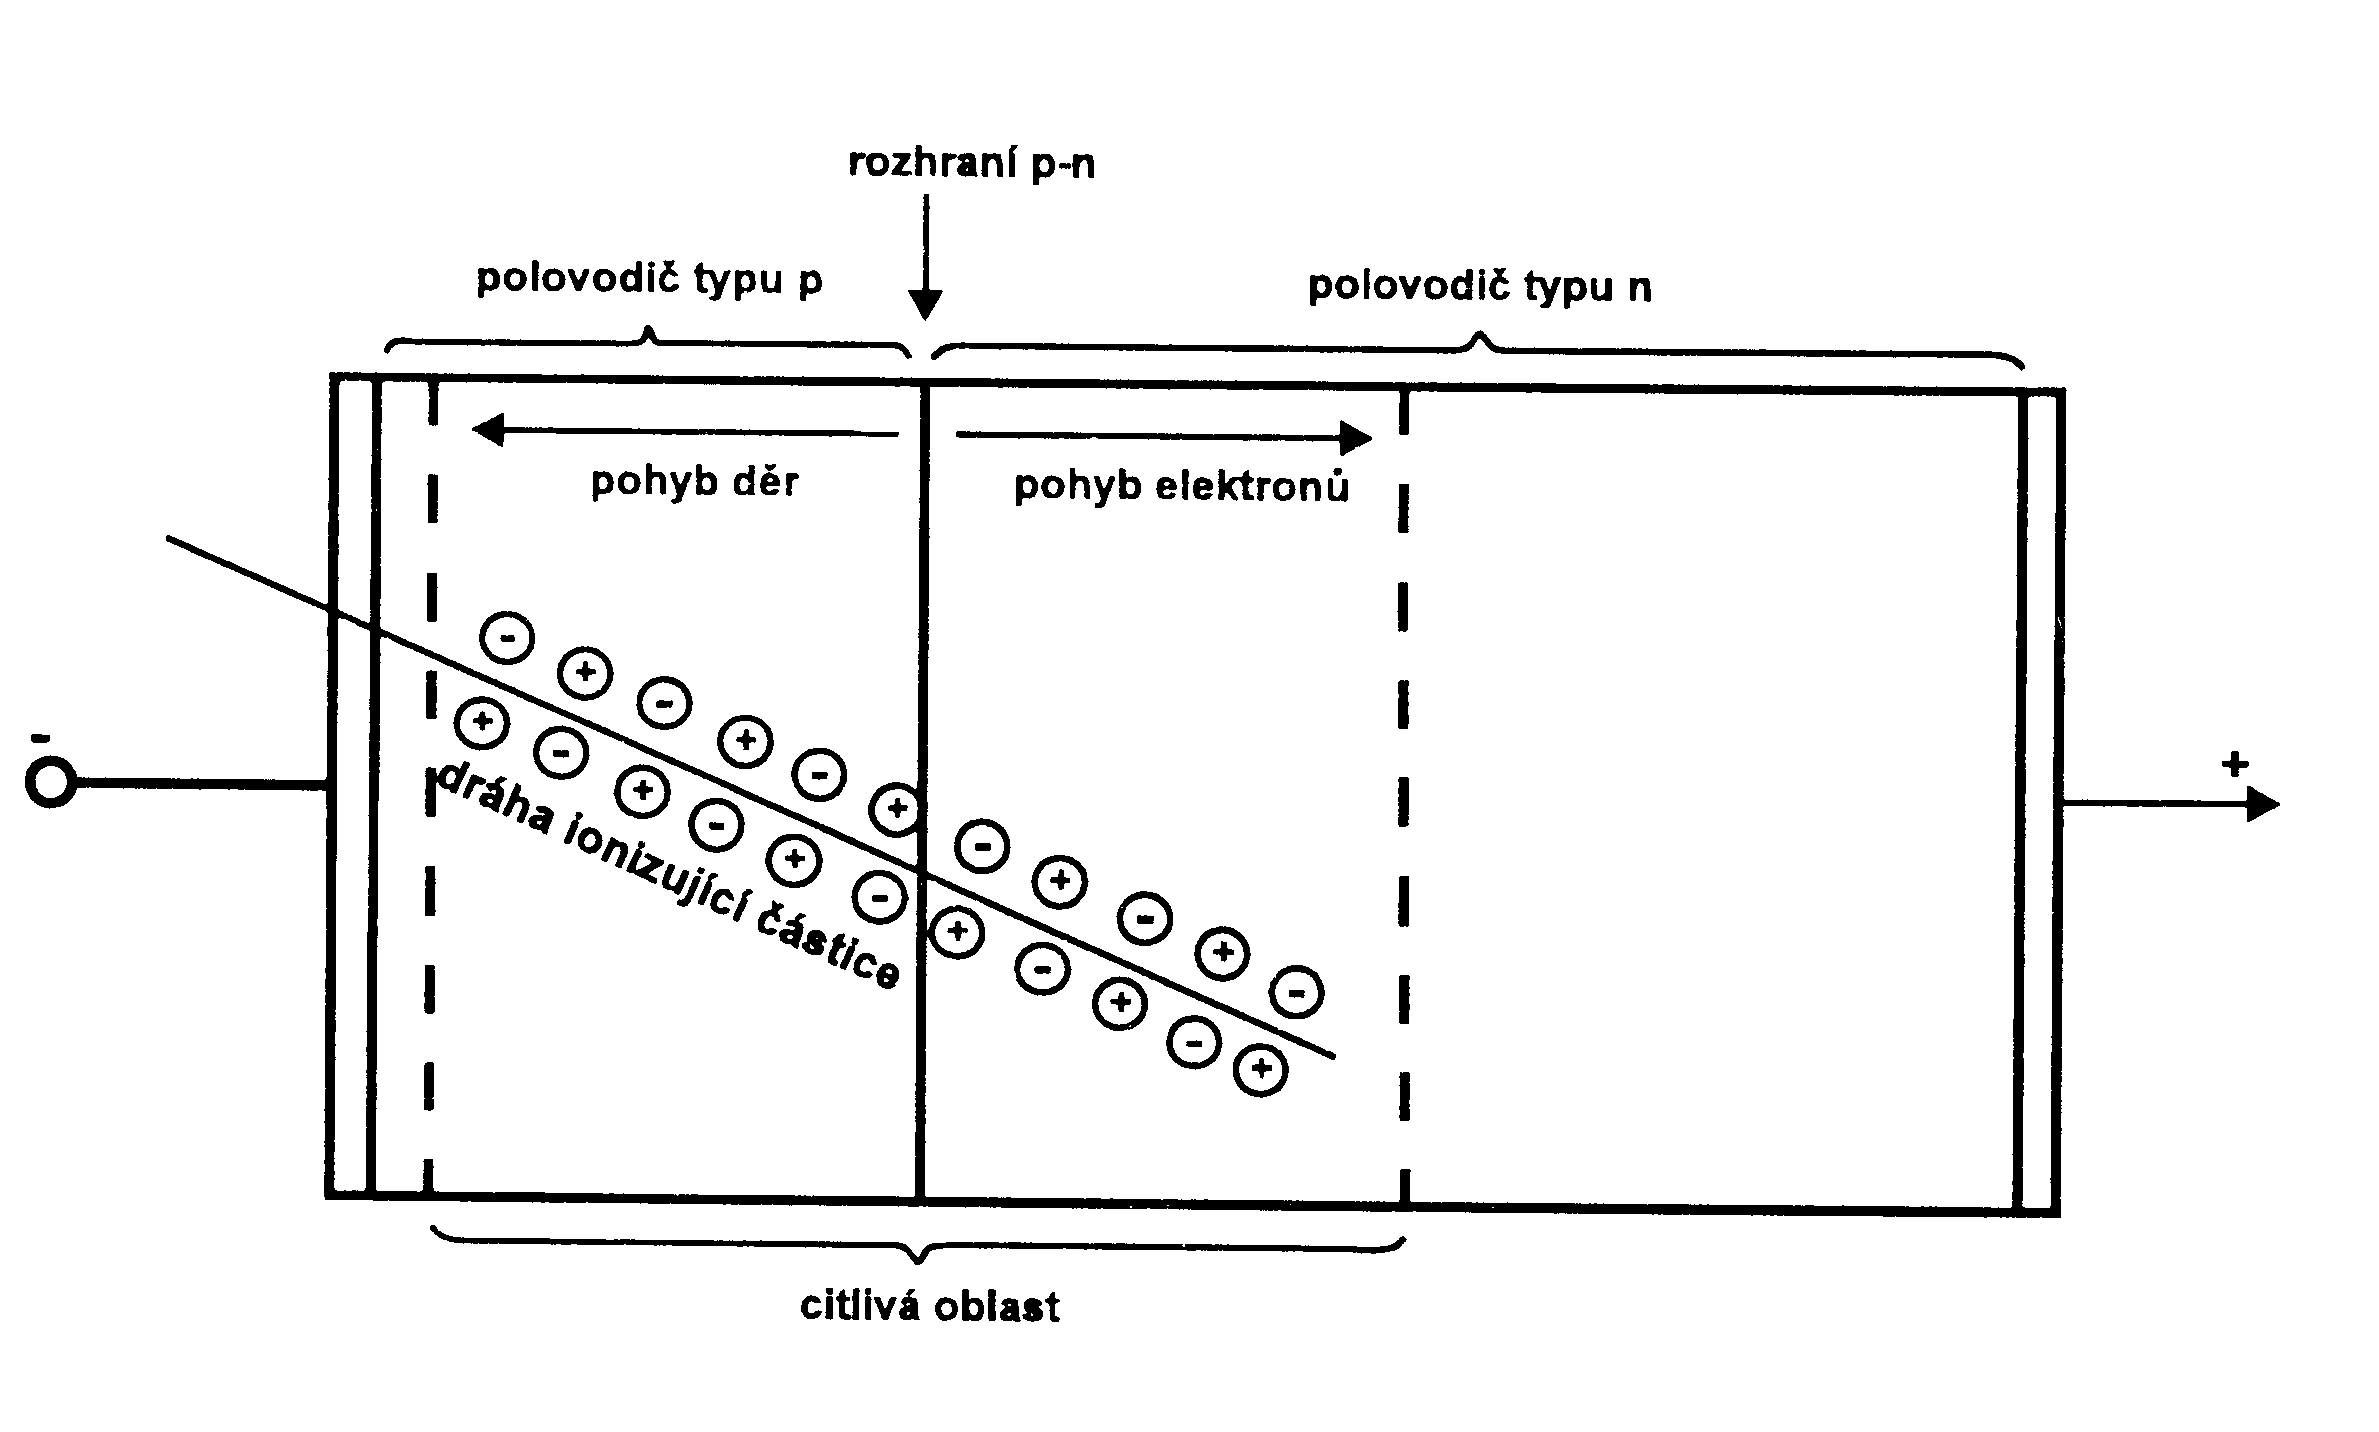 rozhraní p-n
polovodič typu p
polovodič typu n
pohyb děr
pohyb elektronů
-
+
- + - + - + - + - + -
+ - + - + - + - + - +
dráha ionizující částice
citlivá oblast